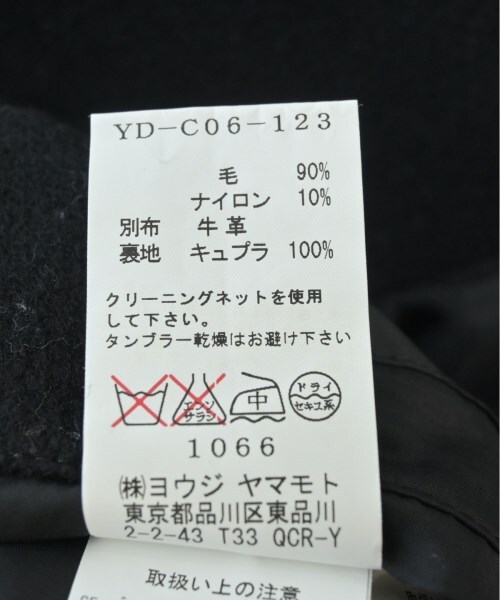 YD-C06-123
毛 90%
ナイロン 10%
別布 牛革
裏地 キュプラ 100%
クリーニングネットを使用
して下さい。
タンブラー乾燥はお避け下さい
エンソ サラシ 中 ドライ セキユ系
1066
㈱ヨウジ ヤマモト
東京都品川区東品川
2-2-43 T33 QCR-Y
取扱い上の注意